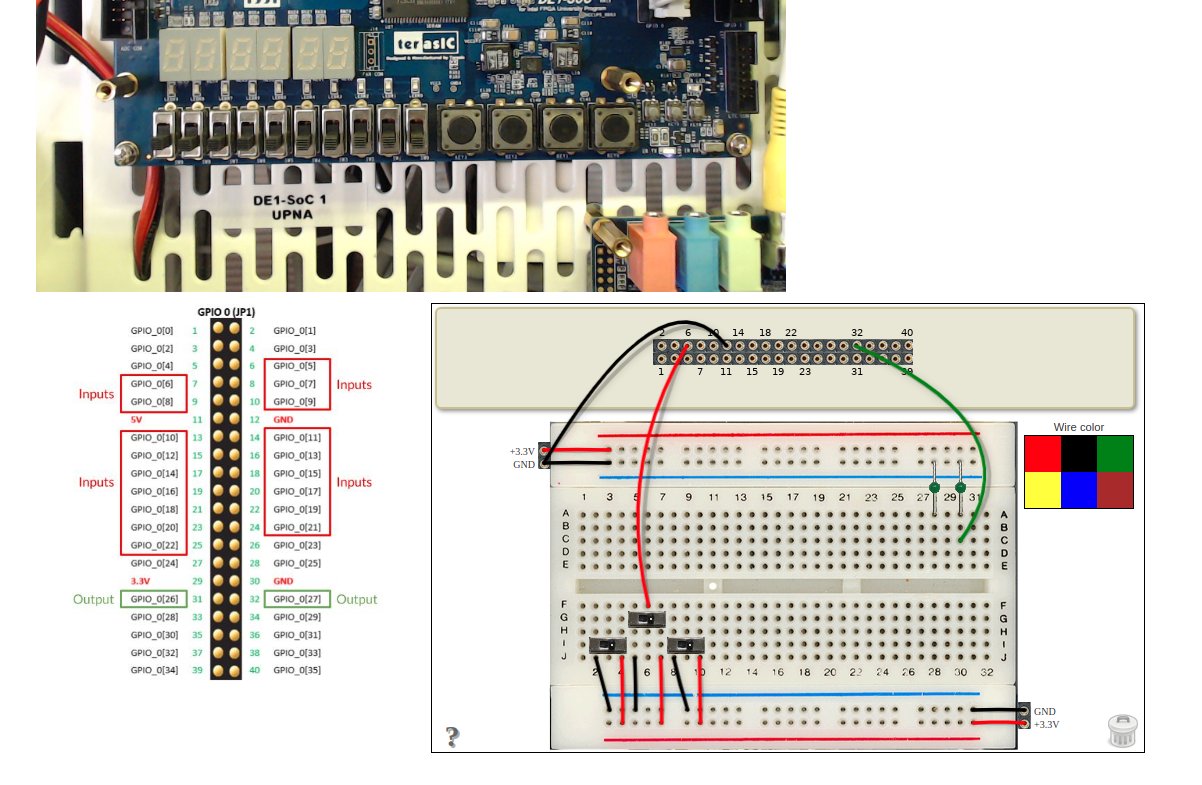 DE1-SoC
for Intel FPGA University Program
terasic
DE1-SoC 1
UPNA
GPIO 0 (JP1)
GPIO_0[0] 1 2 GPIO_0[1]
GPIO_0[2] 3 4 GPIO_0[3]
GPIO_0[4] 5 6 GPIO_0[5]
Inputs GPIO_0[6] 7 8 GPIO_0[7] Inputs
GPIO_0[8] 9 10 GPIO_0[9]
5V 11 12 GND
GPIO_0[10] 13 14 GPIO_0[11]
GPIO_0[12] 15 16 GPIO_0[13]
Inputs GPIO_0[14] 17 18 GPIO_0[15] Inputs
GPIO_0[16] 19 20 GPIO_0[17]
GPIO_0[18] 21 22 GPIO_0[19]
GPIO_0[20] 23 24 GPIO_0[21]
GPIO_0[22] 25 26 GPIO_0[23]
GPIO_0[24] 27 28 GPIO_0[25]
3.3V 29 30 GND
Output GPIO_0[26] 31 32 GPIO_0[27] Output
GPIO_0[28] 33 34 GPIO_0[29]
GPIO_0[30] 35 36 GPIO_0[31]
GPIO_0[32] 37 38 GPIO_0[33]
GPIO_0[34] 39 40 GPIO_0[35]
2 6 10 14 18 22 32 40
1 7 11 15 19 23 31 39
+3.3V
GND
Wire color
1 3 5 7 9 11 13 15 17 19 21 23 25 27 29 31
A A
B B
C C
D D
E E
F F
G G
H H
I I
J J
2 4 6 8 10 12 14 16 18 20 22 24 26 28 30 32
GND
+3.3V
?